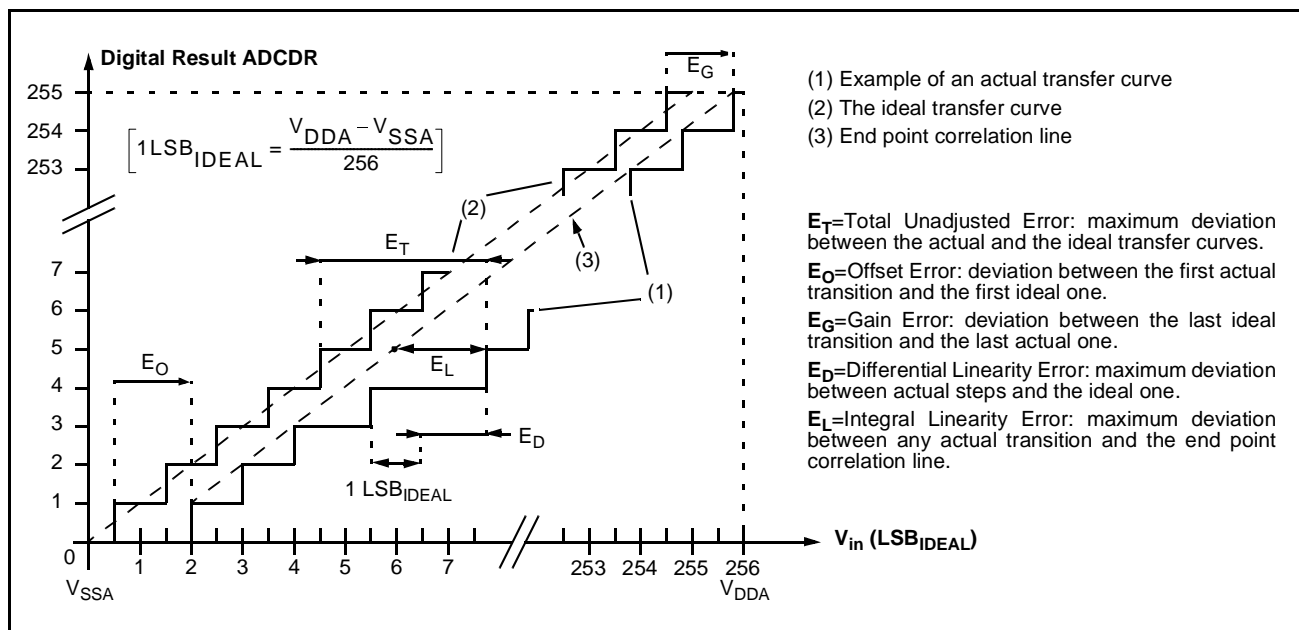 Digital Result ADCDR
E_G
(1) Example of an actual transfer curve
(2) The ideal transfer curve
(3) End point correlation line
255
254
253
[1LSB_IDEAL = (V_DDA – V_SSA) / 256]
(2)
E_T
(3)
(1)
E_T=Total Unadjusted Error: maximum deviation
between the actual and the ideal transfer curves.
E_O=Offset Error: deviation between the first actual
transition and the first ideal one.
E_G=Gain Error: deviation between the last ideal
transition and the last actual one.
E_D=Differential Linearity Error: maximum deviation
between actual steps and the ideal one.
E_L=Integral Linearity Error: maximum deviation
between any actual transition and the end point
correlation line.
7
6
5
4
3
2
1
0
E_O
E_L
E_D
1 LSB_IDEAL
1 2 3 4 5 6 7 253 254 255 256
V_in (LSB_IDEAL)
V_SSA
V_DDA